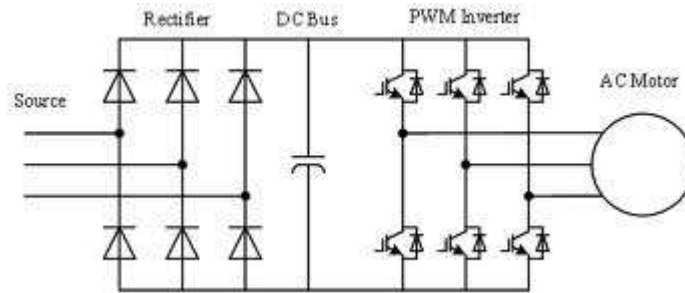 Rectifier
DC Bus
PWM Inverter
Source
AC Motor